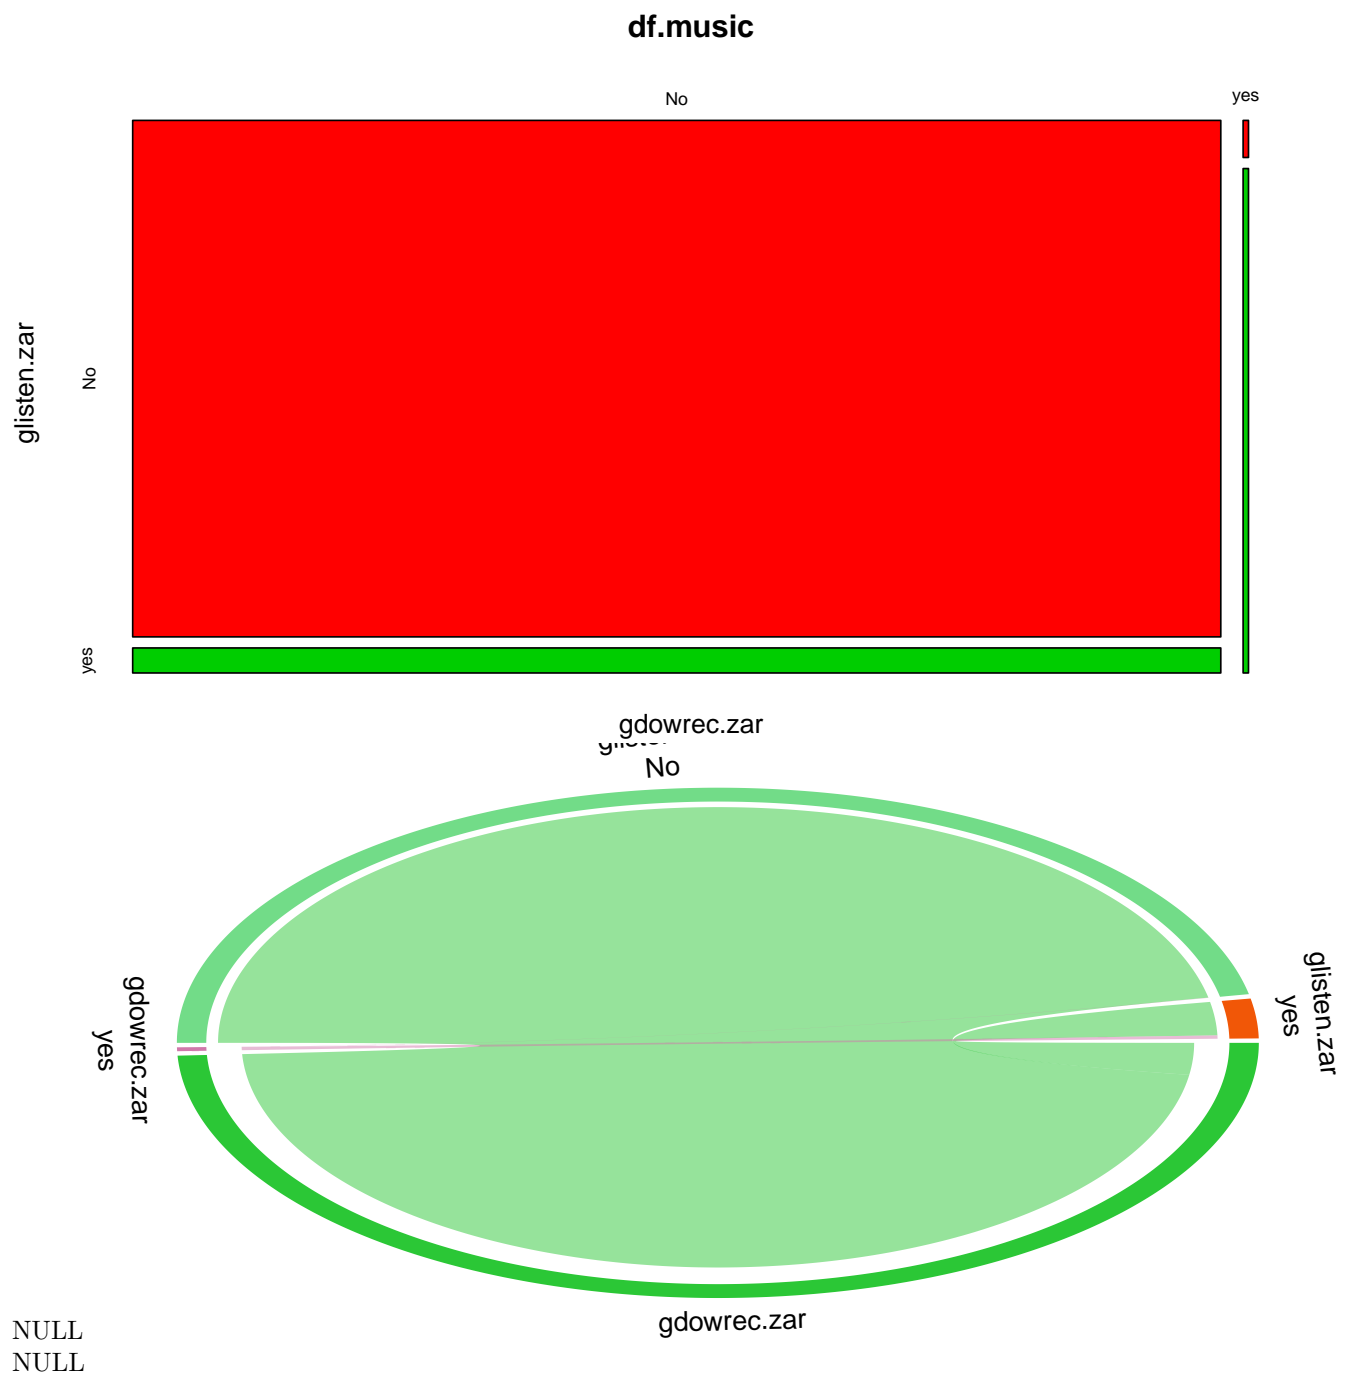 df.music
No
yes
glisten.zar
No
yes
gdowrec.zar
No
glisten.zar
yes
gdowrec.zar
yes
gdowrec.zar
NULL
NULL